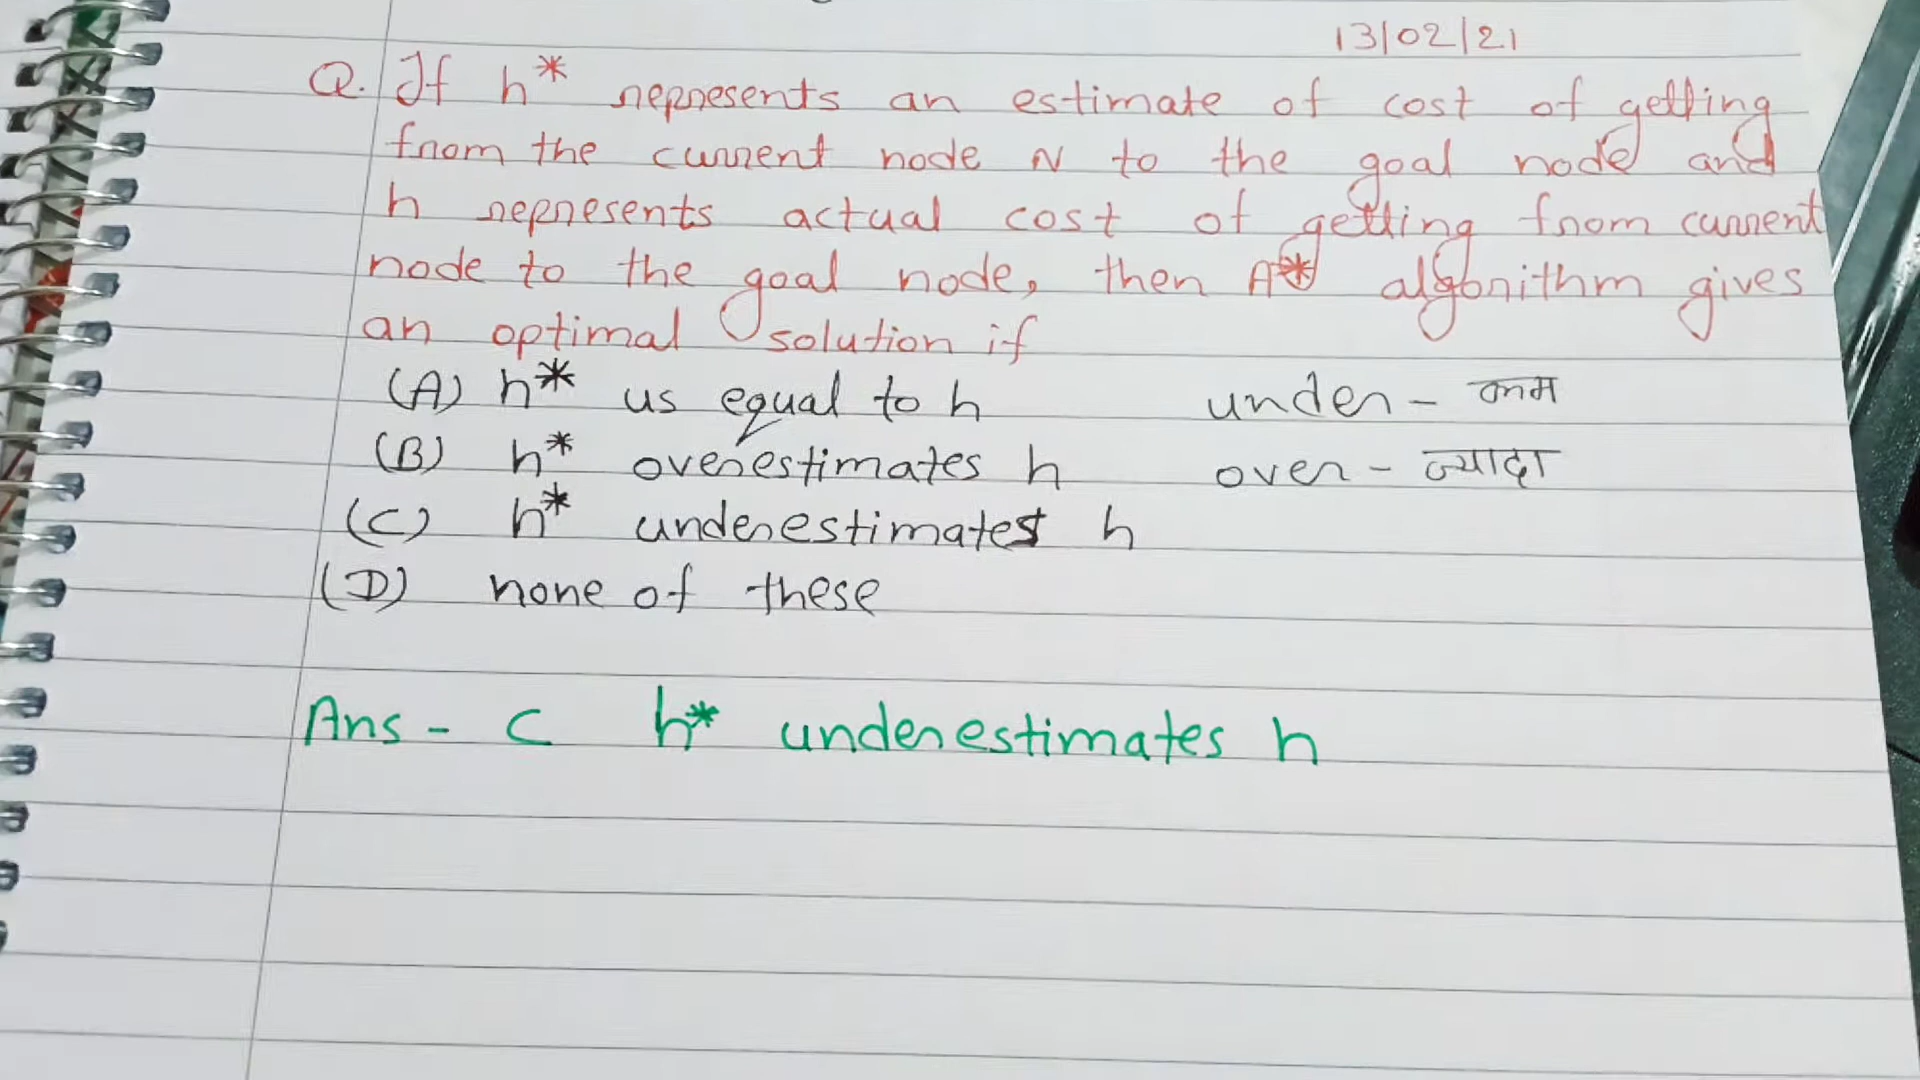 13/02/21
Q. If h* represents an estimate of cost of getting
from the current node N to the goal node and
h represents actual cost of getting from current
node to the goal node, then A* algorithm gives
an optimal solution if
(A) h* us equal to h under - कम
(B) h* overestimates h over - ज्यादा
(C) h* underestimates h
(D) none of these
Ans - C h* underestimates h